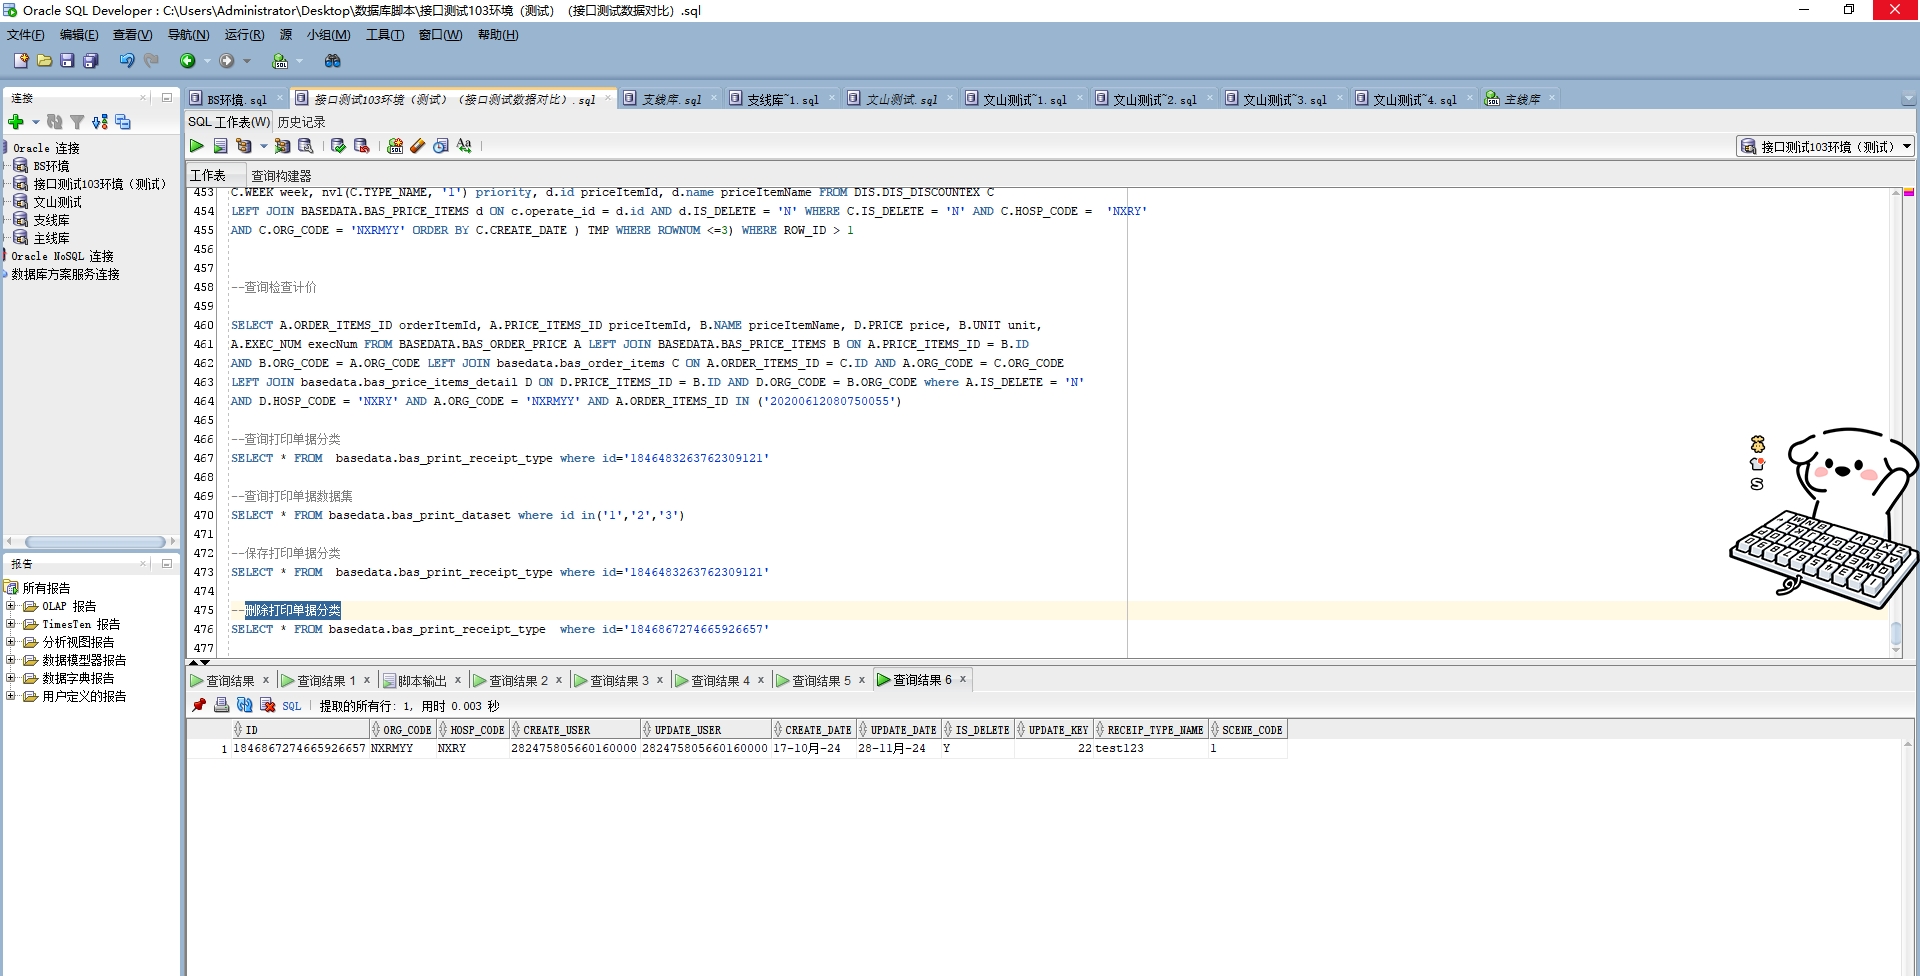 Oracle SQL Developer : C:\Users\Administrator\Desktop\数据库脚本\接口测试103环境（测试）（接口测试数据对比）.sql
文件(F) 编辑(E) 查看(V) 导航(N) 运行(R) 源 小组(M) 工具(T) 窗口(W) 帮助(H)
连接
Oracle 连接
BS环境
接口测试103环境（测试）
文山测试
支线库
主线库
Oracle NoSQL 连接
数据库方案服务连接
报告
所有报告
OLAP 报告
TimesTen 报告
分析视图报告
数据模型器报告
数据字典报告
用户定义的报告
BS环境.sql 接口测试103环境（测试）（接口测试数据对比）.sql 支线库.sql 支线库~1.sql 文山测试.sql 文山测试~1.sql 文山测试~2.sql 文山测试~3.sql 文山测试~4.sql 主线库
SQL 工作表(W) 历史记录
接口测试103环境（测试）
工作表 查询构建器
453 C.WEEK week, nvl(C.TYPE_NAME, '1') priority, d.id priceItemId, d.name priceItemName FROM DIS.DIS_DISCOUNTEX C
454 LEFT JOIN BASEDATA.BAS_PRICE_ITEMS d ON c.operate_id = d.id AND d.IS_DELETE = 'N' WHERE C.IS_DELETE = 'N' AND C.HOSP_CODE = 'NXRY'
455 AND C.ORG_CODE = 'NXRMYY' ORDER BY C.CREATE_DATE ) TMP WHERE ROWNUM <=3) WHERE ROW_ID > 1
456
457
458 --查询检查计价
459
460 SELECT A.ORDER_ITEMS_ID orderItemId, A.PRICE_ITEMS_ID priceItemId, B.NAME priceItemName, D.PRICE price, B.UNIT unit,
461 A.EXEC_NUM execNum FROM BASEDATA.BAS_ORDER_PRICE A LEFT JOIN BASEDATA.BAS_PRICE_ITEMS B ON A.PRICE_ITEMS_ID = B.ID
462 AND B.ORG_CODE = A.ORG_CODE LEFT JOIN basedata.bas_order_items C ON A.ORDER_ITEMS_ID = C.ID AND A.ORG_CODE = C.ORG_CODE
463 LEFT JOIN basedata.bas_price_items_detail D ON D.PRICE_ITEMS_ID = B.ID AND D.ORG_CODE = B.ORG_CODE where A.IS_DELETE = 'N'
464 AND D.HOSP_CODE = 'NXRY' AND A.ORG_CODE = 'NXRMYY' AND A.ORDER_ITEMS_ID IN ('20200612080750055')
465
466 --查询打印单据分类
467 SELECT * FROM basedata.bas_print_receipt_type where id='1846483263762309121'
468
469 --查询打印单据数据集
470 SELECT * FROM basedata.bas_print_dataset where id in('1','2','3')
471
472 --保存打印单据分类
473 SELECT * FROM basedata.bas_print_receipt_type where id='1846483263762309121'
474
475 --删除打印单据分类
476 SELECT * FROM basedata.bas_print_receipt_type where id='1846867274665926657'
477
查询结果 查询结果 1 脚本输出 查询结果 2 查询结果 3 查询结果 4 查询结果 5 查询结果 6
SQL 提取的所有行: 1, 用时 0.003 秒
ID ORG_CODE HOSP_CODE CREATE_USER UPDATE_USER CREATE_DATE UPDATE_DATE IS_DELETE UPDATE_KEY RECEIP_TYPE_NAME SCENE_CODE
1 1846867274665926657 NXRMYY NXRY 282475805660160000 282475805660160000 17-10月-24 28-11月-24 Y 22 test123 1